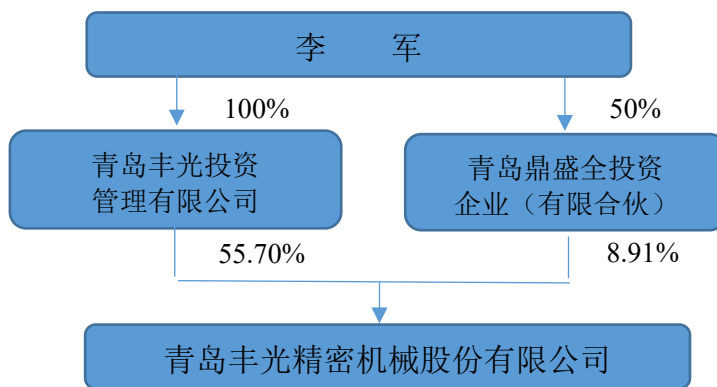 李 军
100%
50%
青岛丰光投资
管理有限公司
青岛鼎盛全投资
企业（有限合伙）
55.70%
8.91%
青岛丰光精密机械股份有限公司